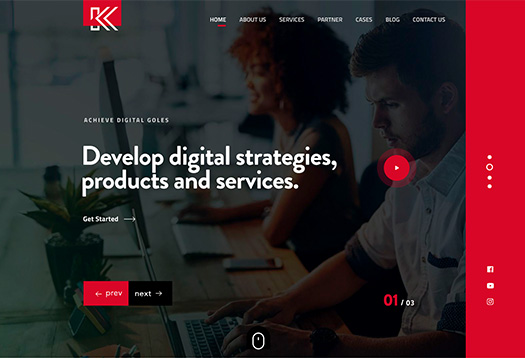 HOME ABOUT US SERVICES PARTNER CASES BLOG CONTACT US
ACHIEVE DIGITAL GOLES
Develop digital strategies,
products and services.
Get Started
prev next
01 / 03